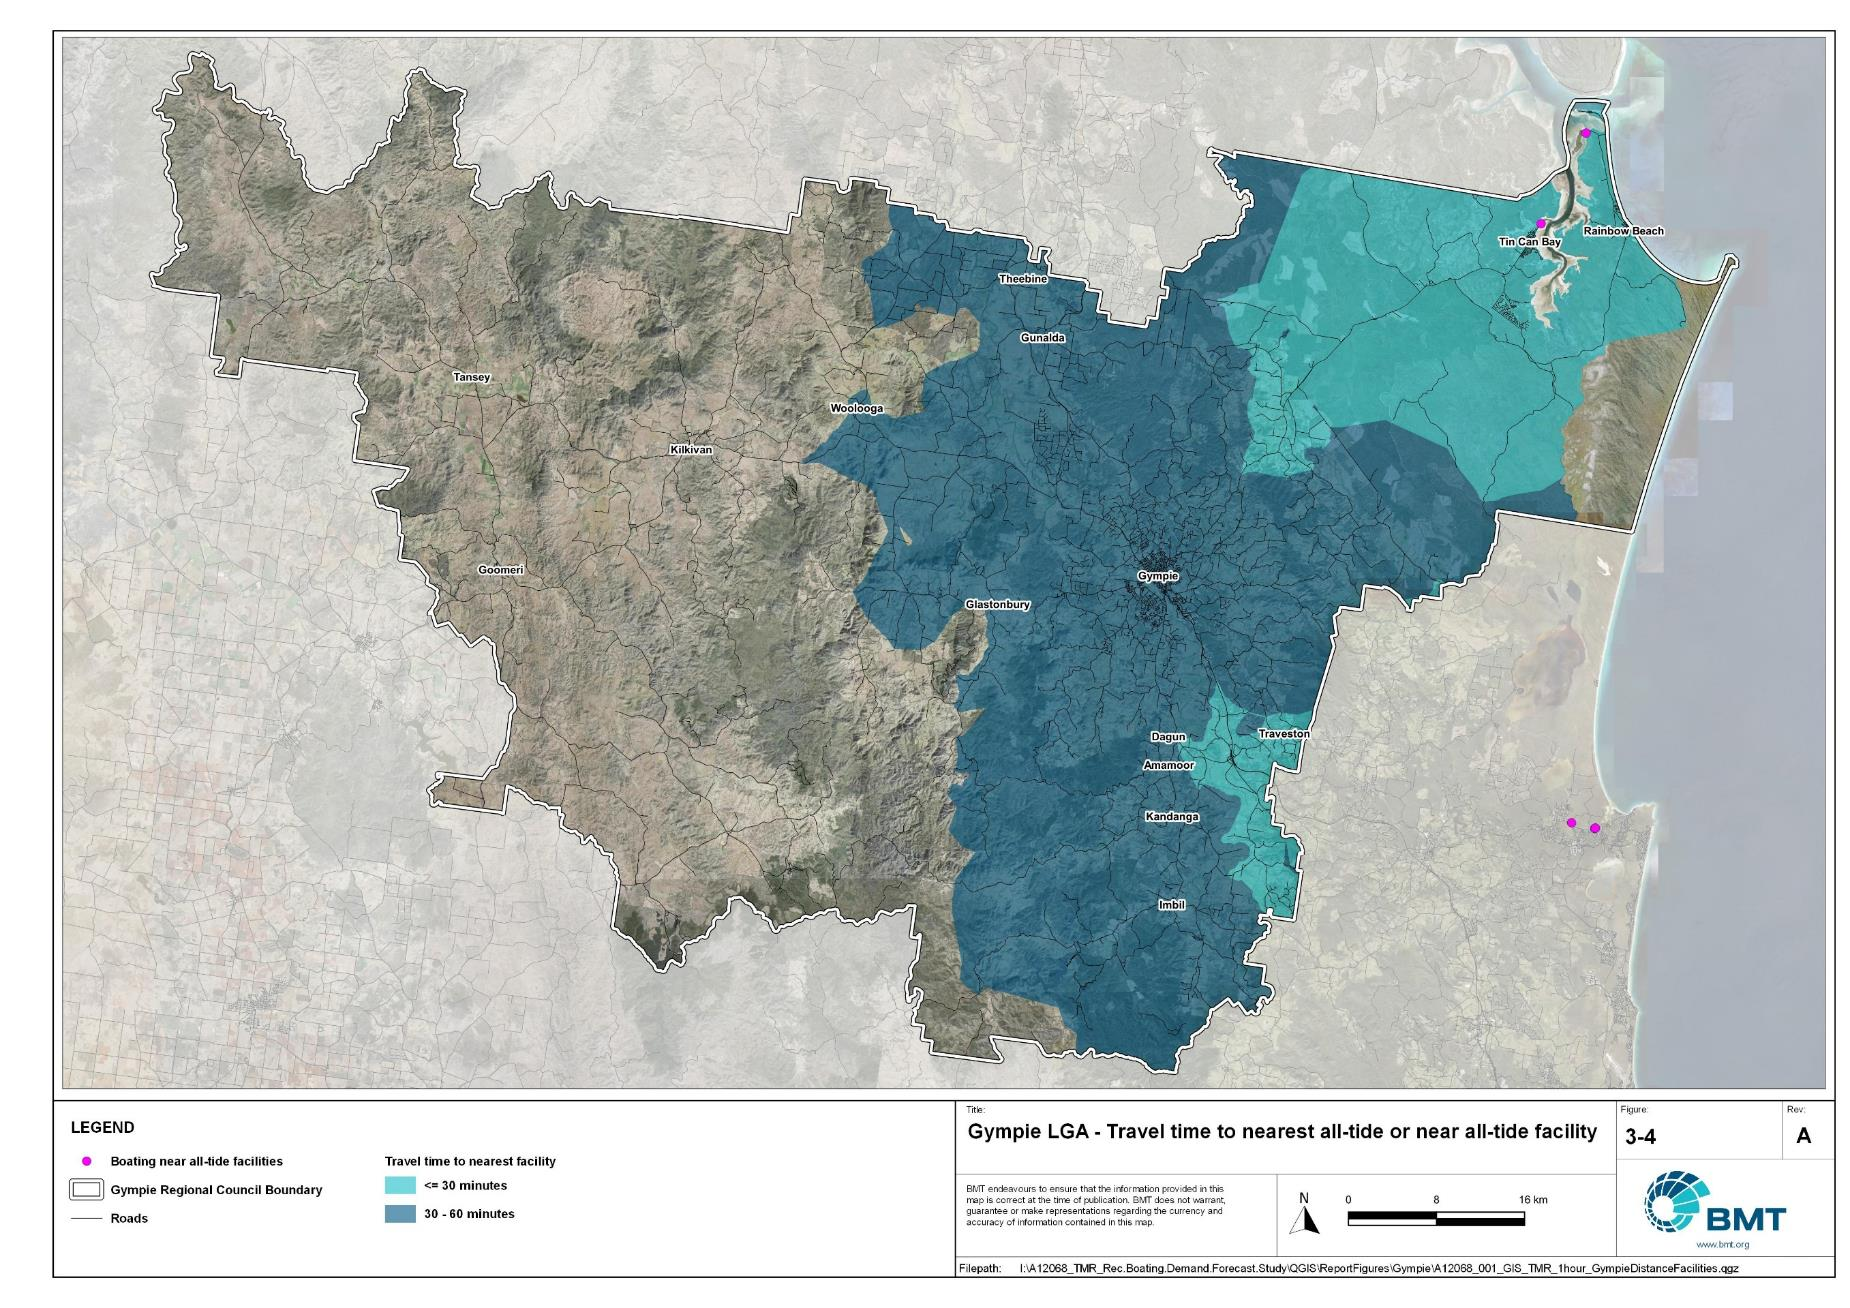 Rainbow Beach
Tin Can Bay
Theebine
Gunalda
Tansey
Woolooga
Kilkivan
Goomeri
Gympie
Glastonbury
Dagun
Traveston
Amamoor
Kandanga
Imbil
LEGEND
Boating near all-tide facilities
Gympie Regional Council Boundary
Roads
Travel time to nearest facility
<= 30 minutes
30 - 60 minutes
Title:
Gympie LGA - Travel time to nearest all-tide or near all-tide facility
Figure:
3-4
Rev:
A
BMT endeavours to ensure that the information provided in this
map is correct at the time of publication. BMT does not warrant,
guarantee or make representations regarding the currency and
accuracy of information contained in this map.
N
0 8 16 km
BMT
www.bmt.org
Filepath: I:\A12068_TMR_Rec.Boating.Demand.Forecast.Study\QGIS\ReportFigures\Gympie\A12068_001_GIS_TMR_1hour_GympieDistanceFacilities.qgz